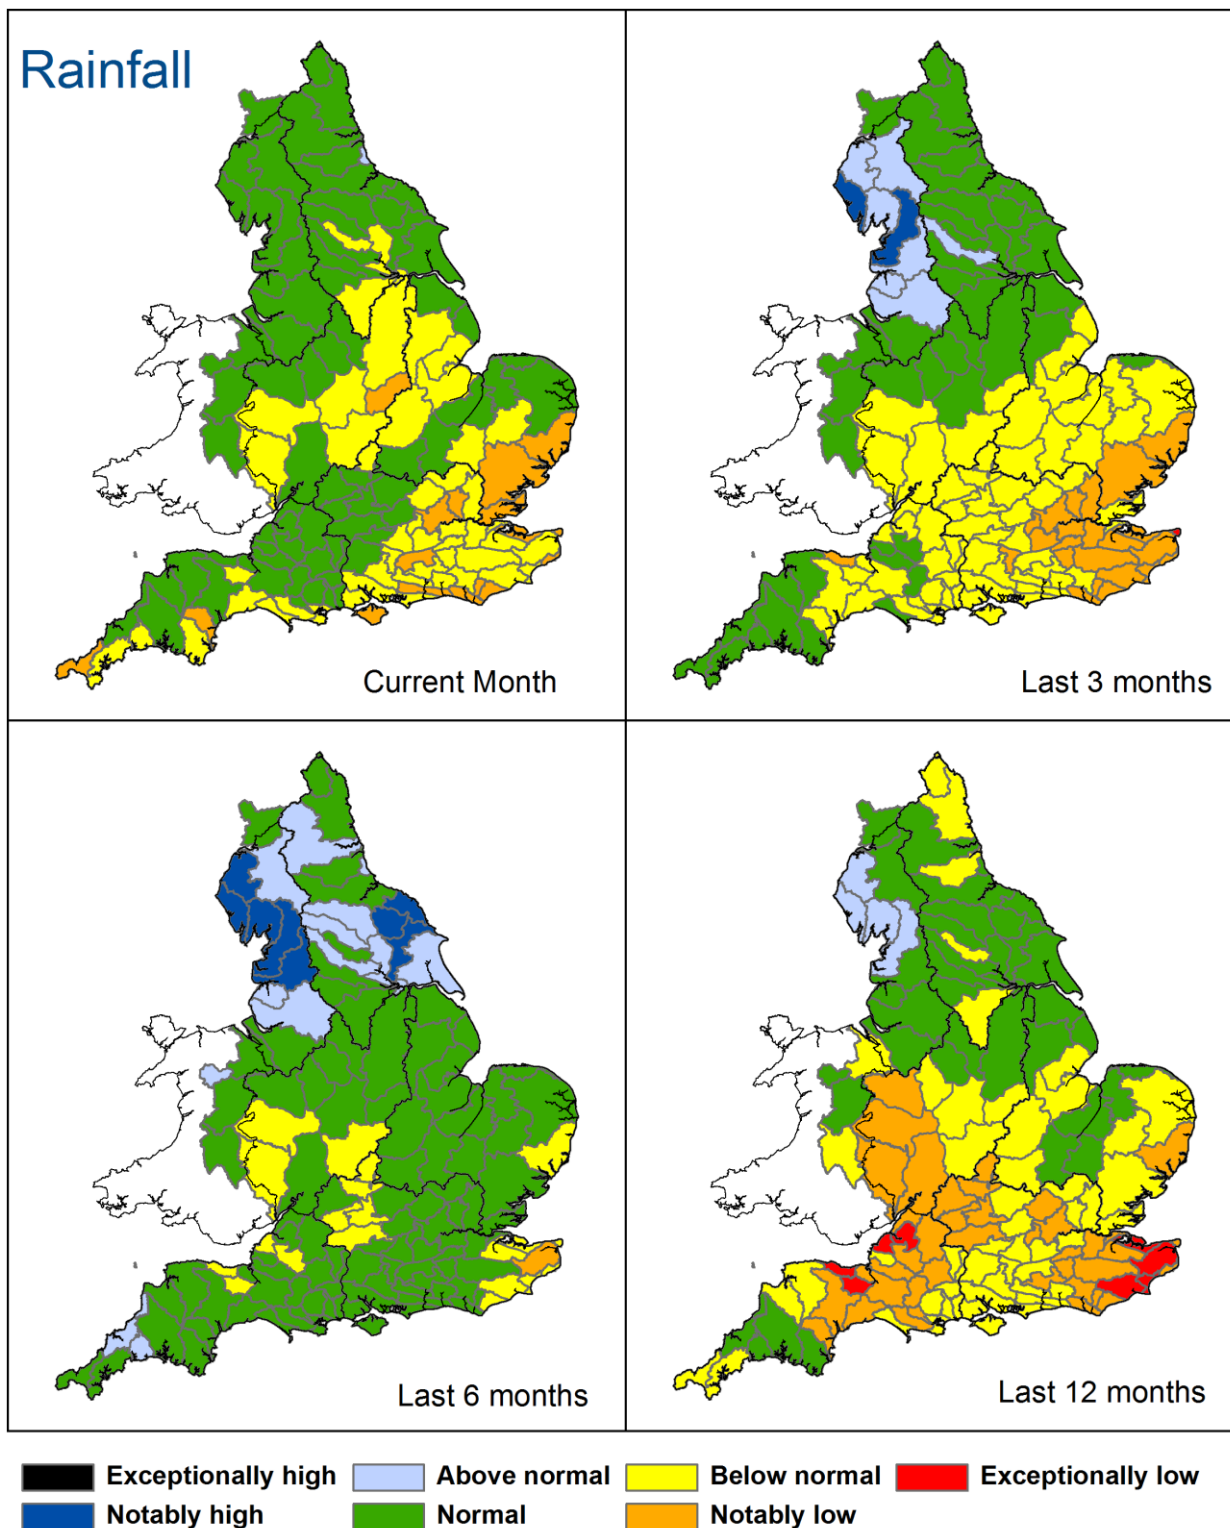 Rainfall
Current Month
Last 3 months
Last 6 months
Last 12 months
Exceptionally high
Above normal
Below normal
Exceptionally low
Notably high
Normal
Notably low